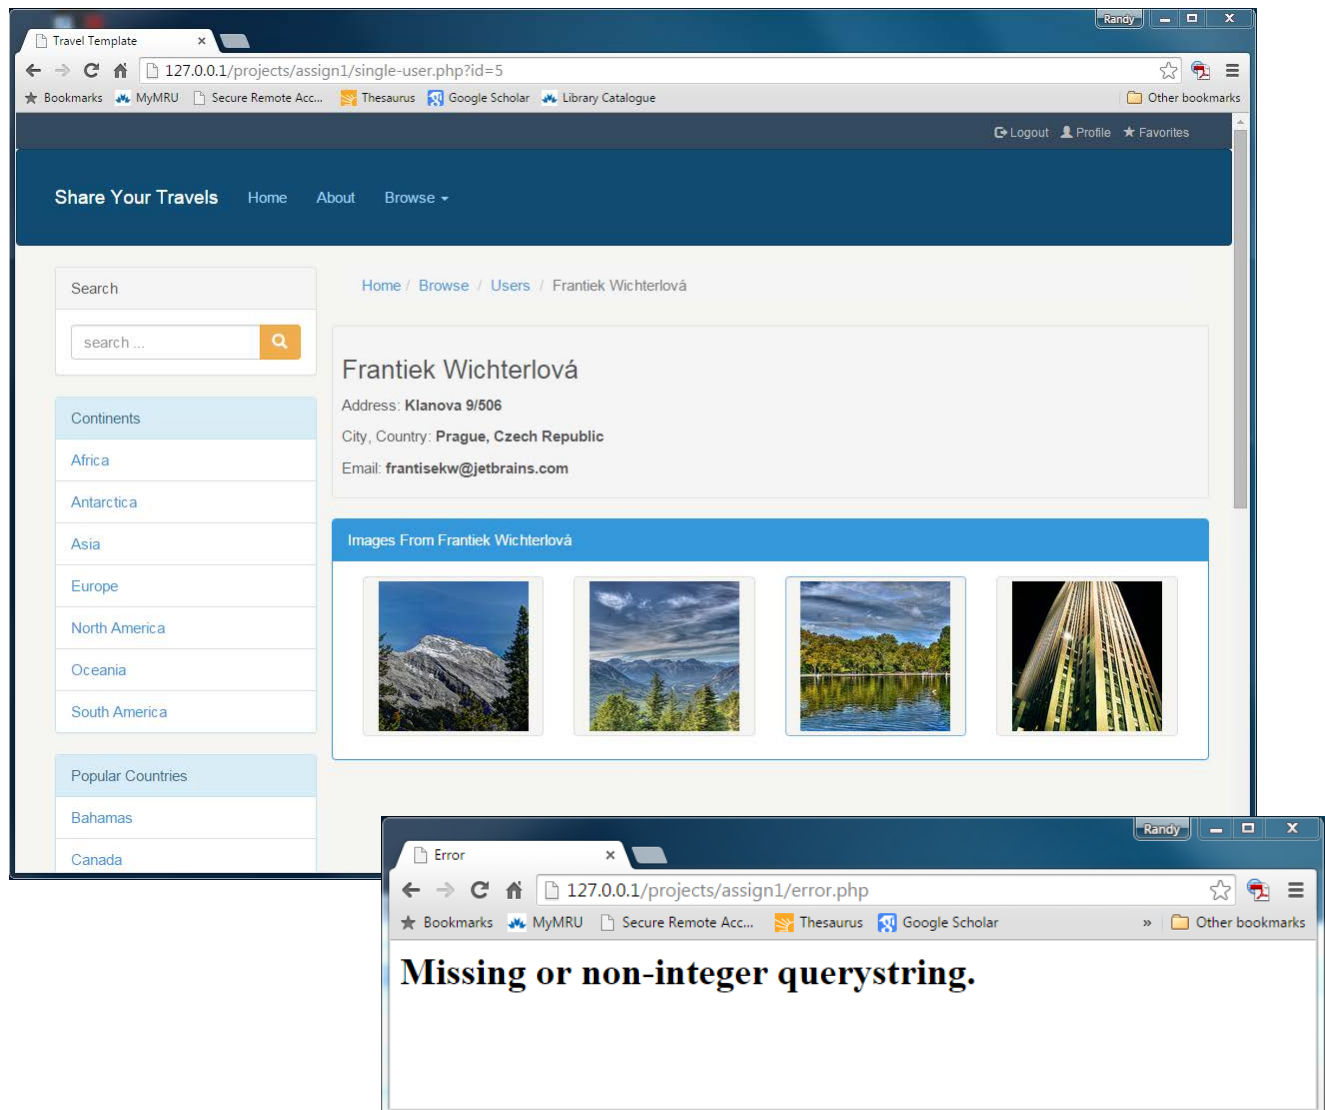 Randy
Travel Template
127.0.0.1/projects/assign1/single-user.php?id=5
Bookmarks MyMRU Secure Remote Acc... Thesaurus Google Scholar Library Catalogue Other bookmarks
Logout Profile Favorites
Share Your Travels Home About Browse
Search
search ...
Continents
Africa
Antarctica
Asia
Europe
North America
Oceania
South America
Popular Countries
Bahamas
Canada
Home / Browse / Users / Frantiek Wichterlová
Frantiek Wichterlová
Address: Klanova 9/506
City, Country: Prague, Czech Republic
Email: frantisekw@jetbrains.com
Images From Frantiek Wichterlová
Randy
Error
127.0.0.1/projects/assign1/error.php
Bookmarks MyMRU Secure Remote Acc... Thesaurus Google Scholar » Other bookmarks
Missing or non-integer querystring.